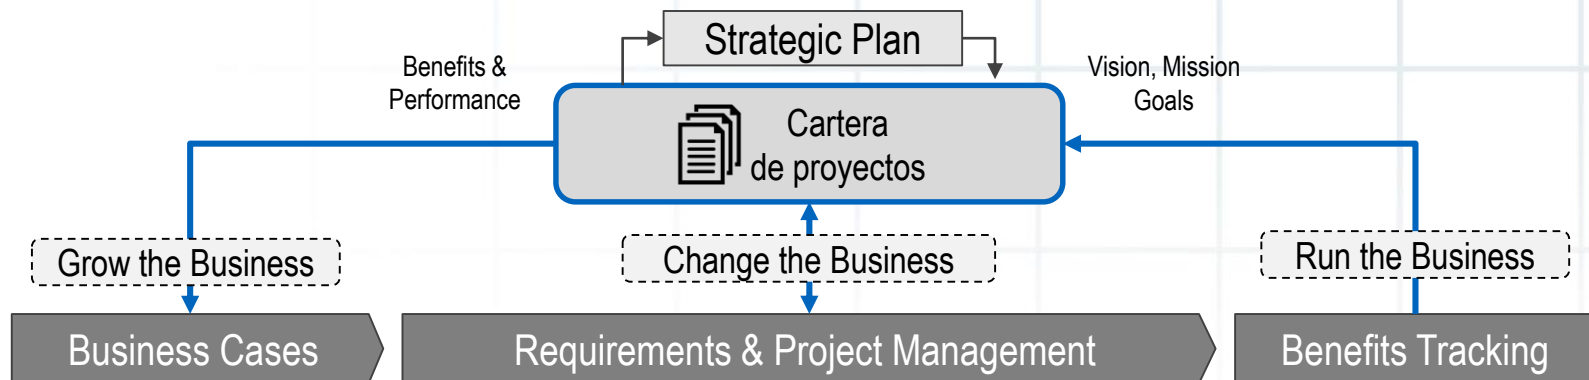 Strategic Plan
Benefits &
Performance
Vision, Mission
Goals
Cartera
de proyectos
Grow the Business
Change the Business
Run the Business
Business Cases
Requirements & Project Management
Benefits Tracking